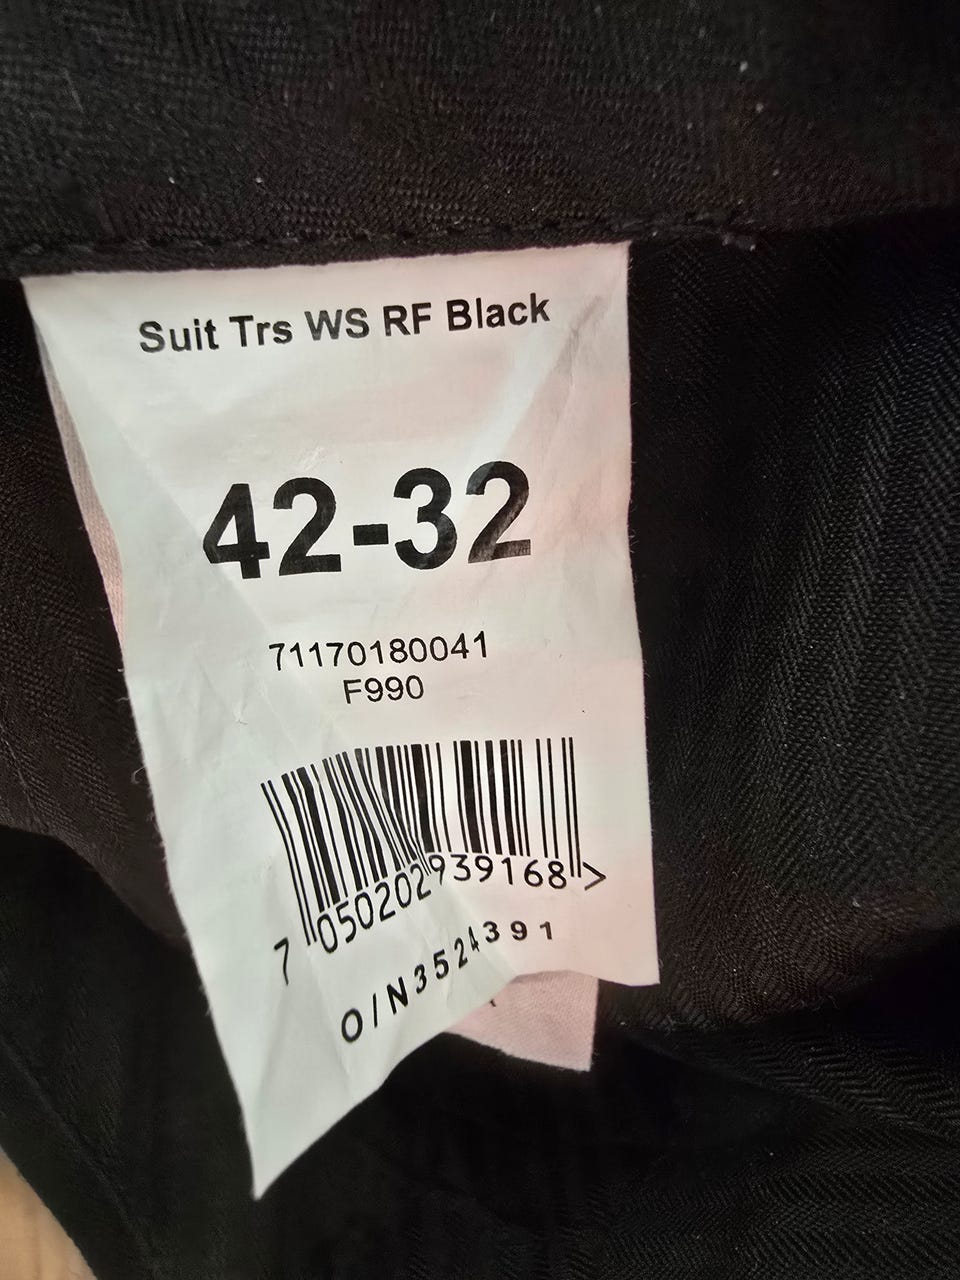 Suit Trs WS RF Black
42-32
71170180041
F990
7 050202 939168 >
O/N3524391